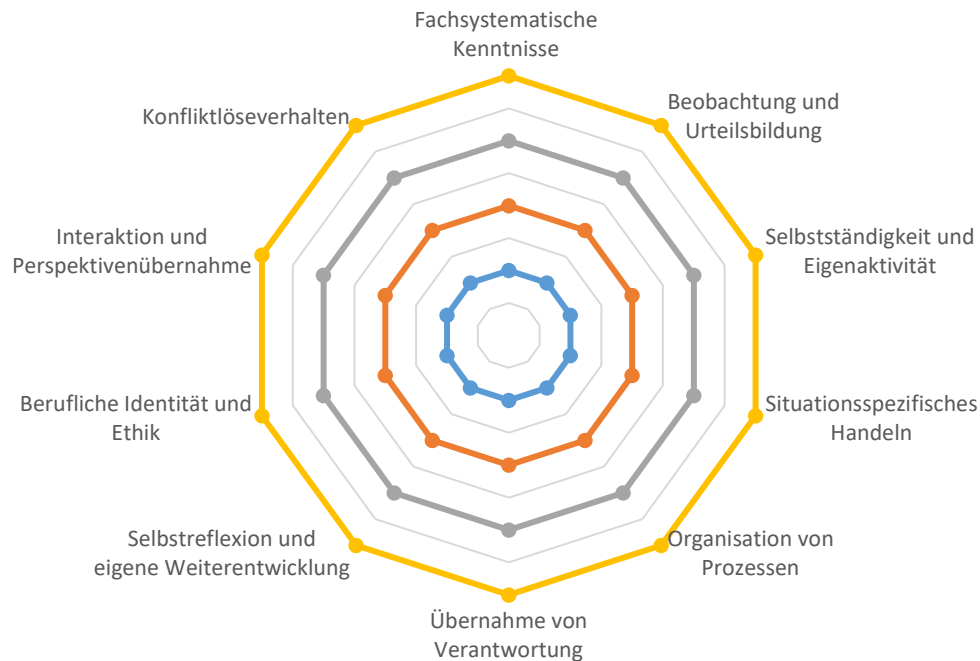 Fachsystematische
Kenntnisse
Beobachtung und
Urteilsbildung
Selbstständigkeit und
Eigenaktivität
Situationsspezifisches
Handeln
Organisation von
Prozessen
Übernahme von
Verantwortung
Selbstreflexion und
eigene Weiterentwicklung
Berufliche Identität und
Ethik
Interaktion und
Perspektivenübernahme
Konfliktlöseverhalten